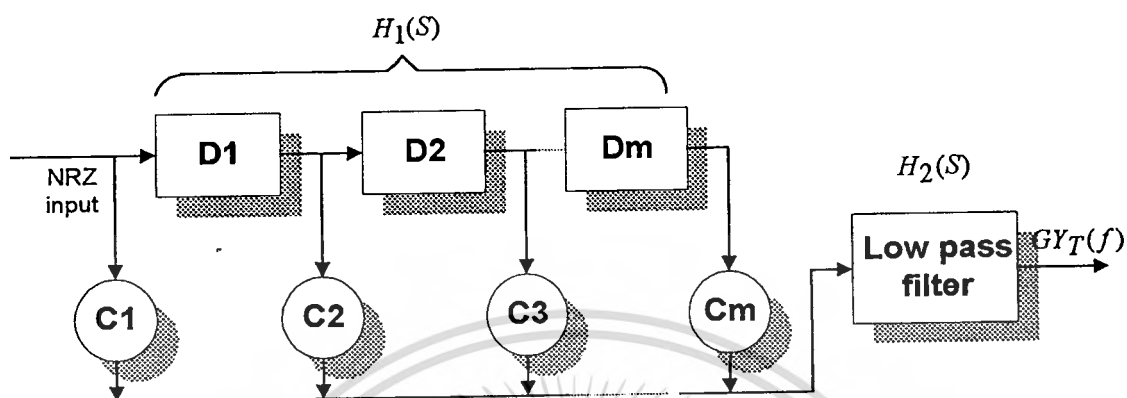 H1(S)
D1
D2
Dm
NRZ
input
H2(S)
Low pass
filter
GYT(f)
C1
C2
C3
Cm